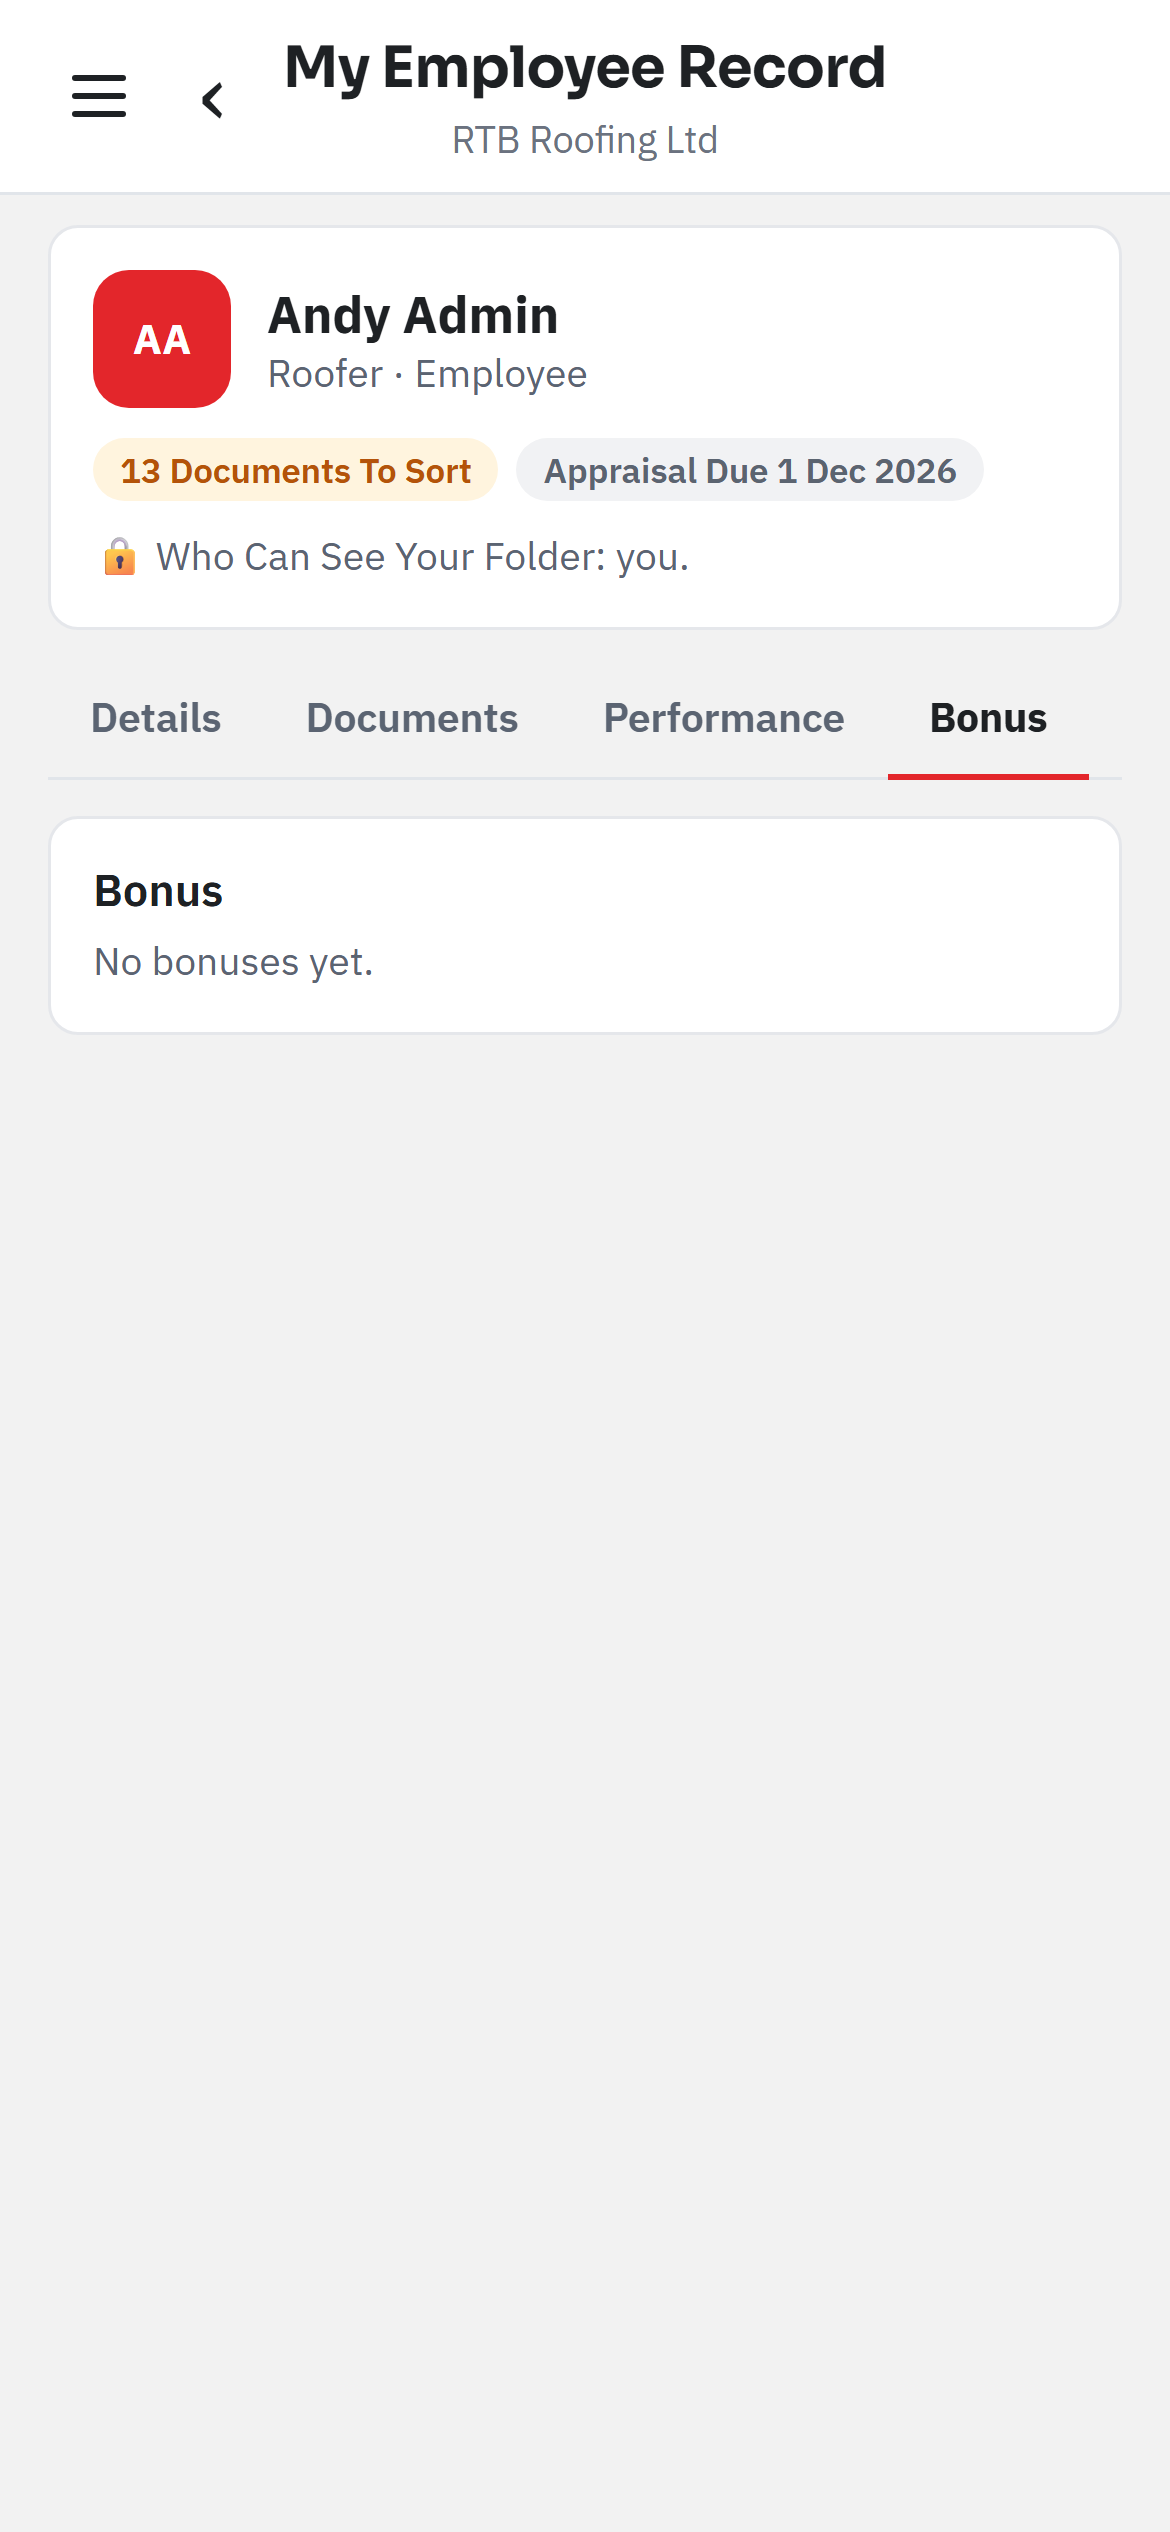 My Employee Record
RTB Roofing Ltd
AA
Andy Admin
Roofer · Employee
13 Documents To Sort
Appraisal Due 1 Dec 2026
🔒 Who Can See Your Folder: you.
Details
Documents
Performance
Bonus
Bonus
No bonuses yet.